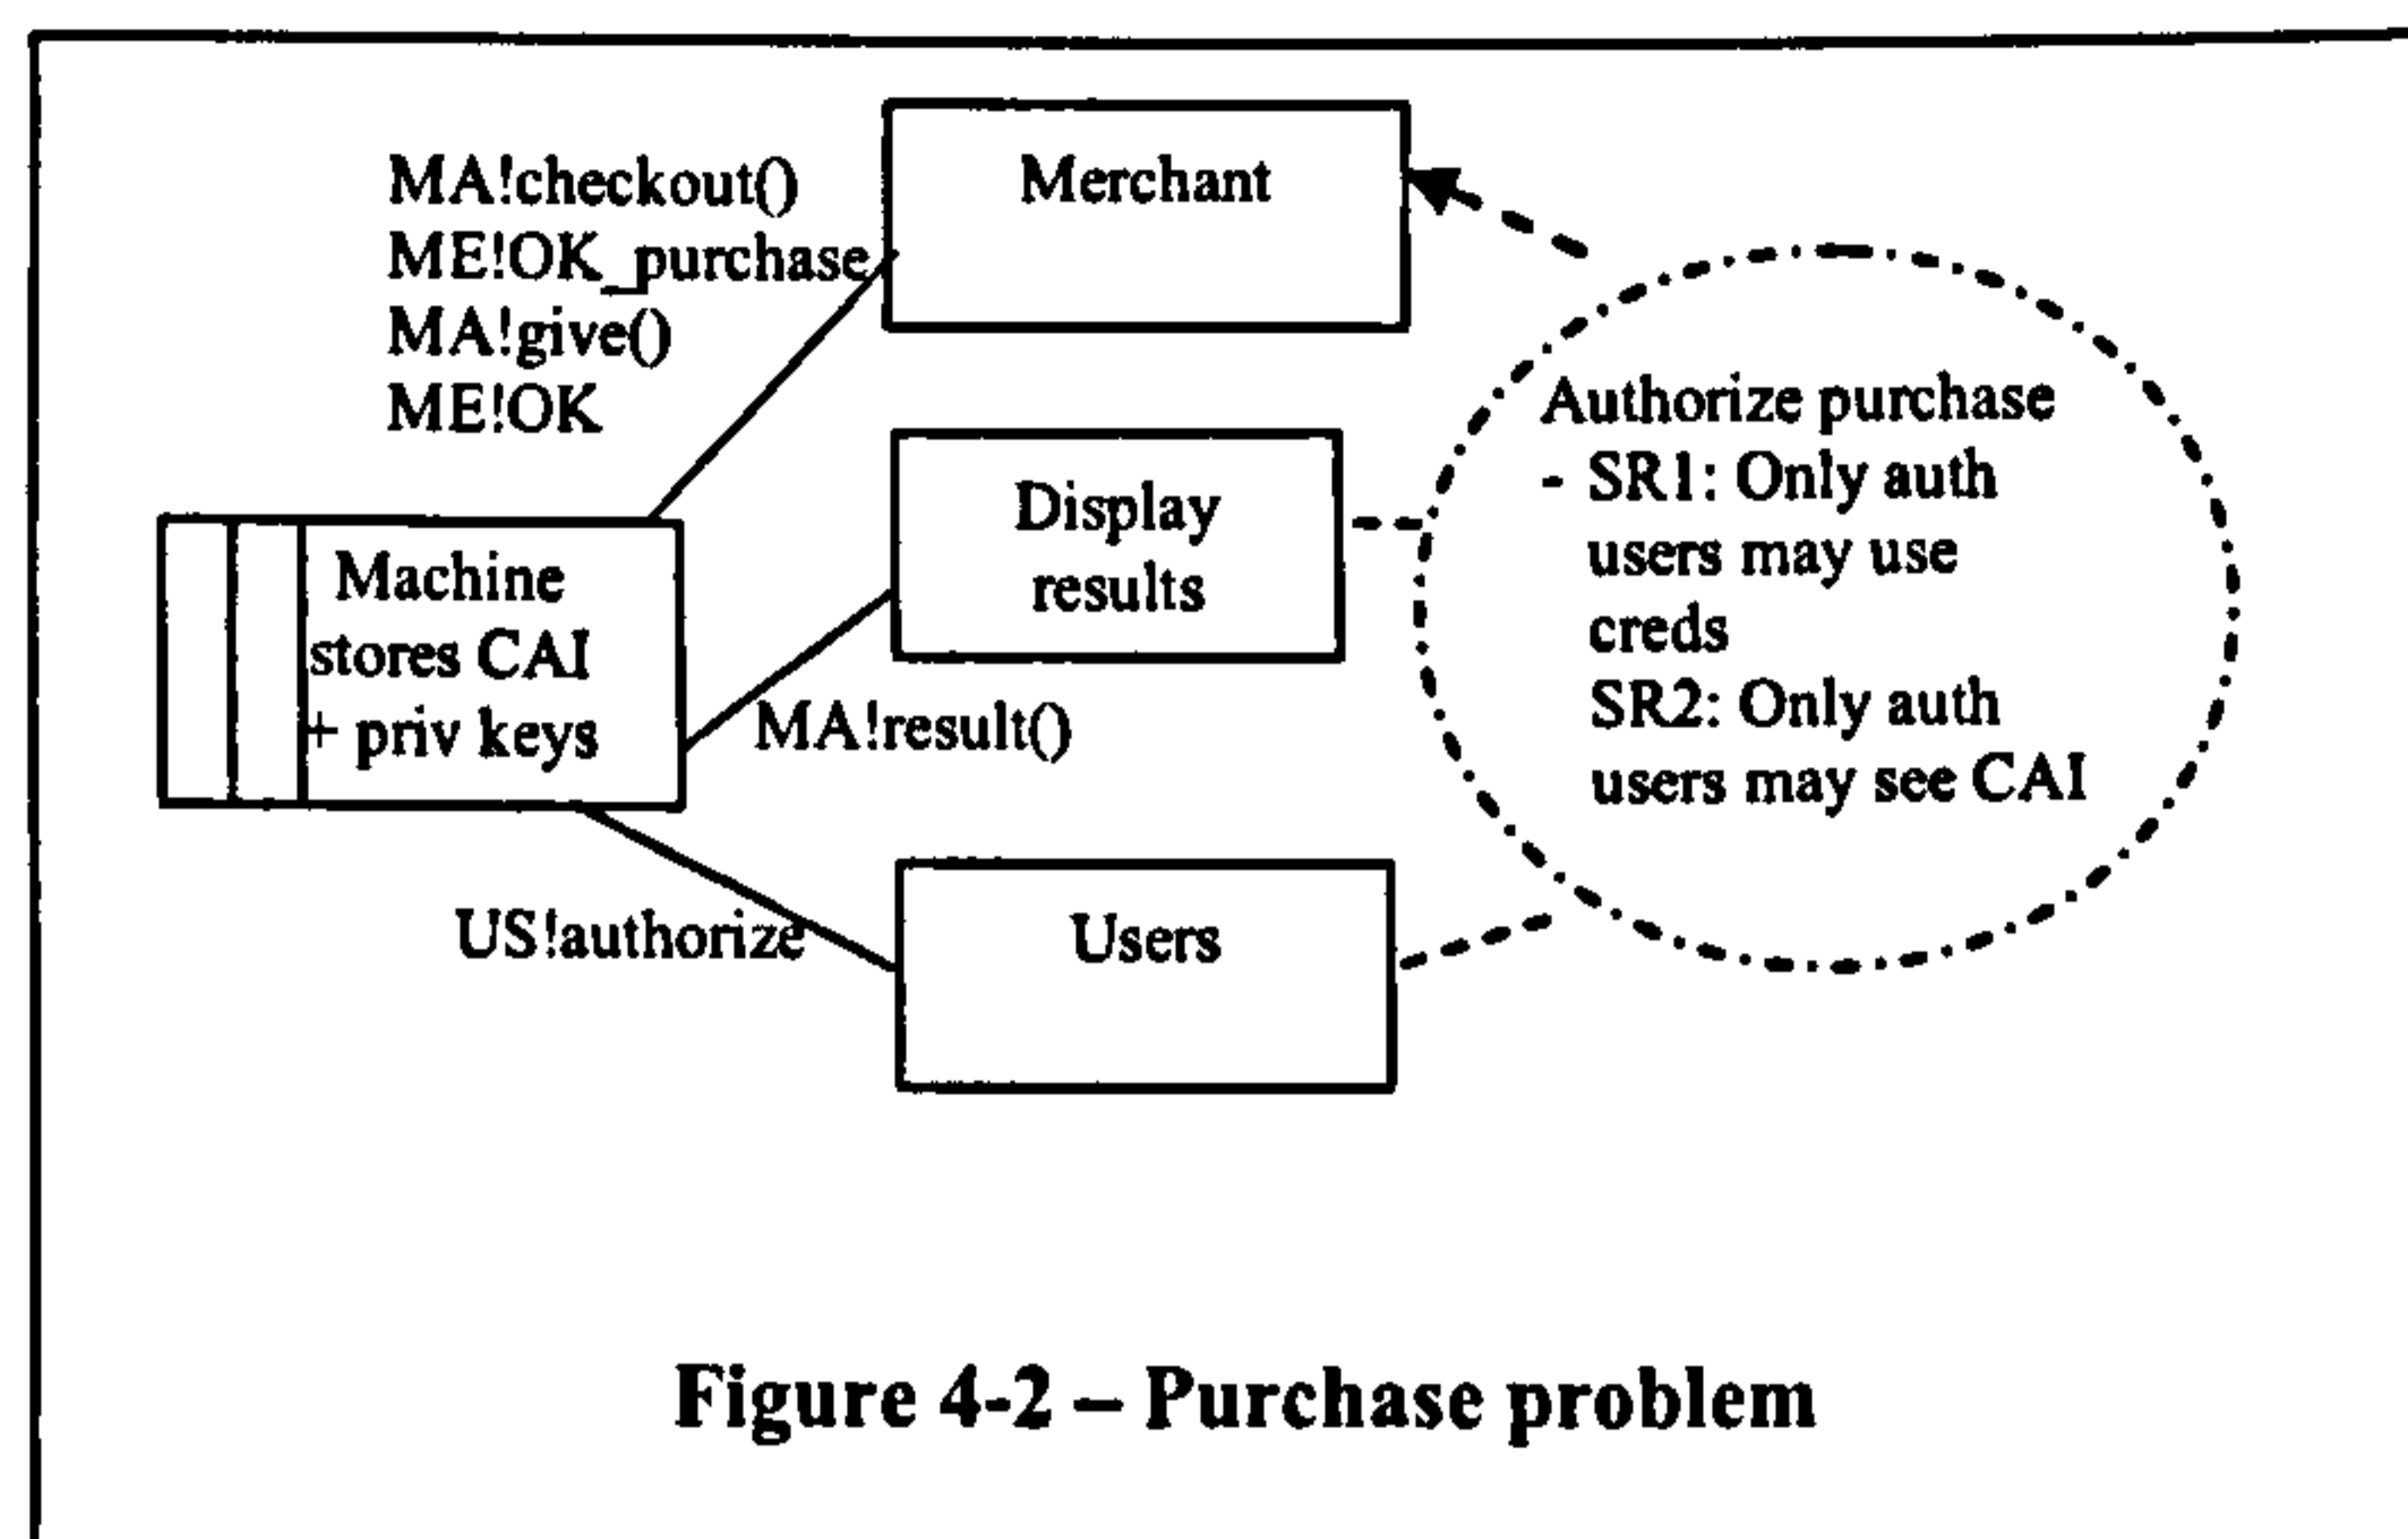 MA!checkout()
ME!OK_purchase
MA!give()
ME!OK
Merchant
Display
results
Machine
stores CAI
+ priv keys
MA!result()
US!authorize
Users
Authorize purchase
- SR1: Only auth
users may use
creds
SR2: Only auth
users may see CAI
Figure 4-2 – Purchase problem